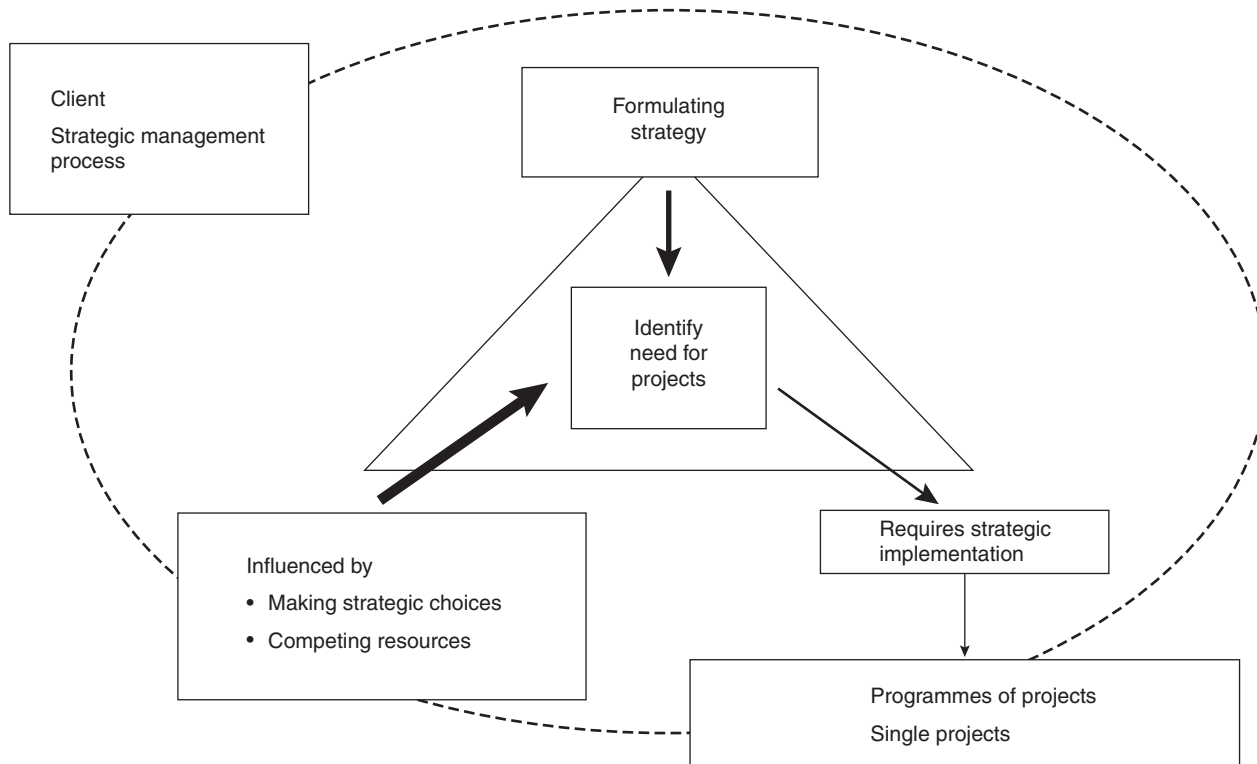 Client
Strategic management
process
Formulating
strategy
Identify
need for
projects
Influenced by
• Making strategic choices
• Competing resources
Requires strategic
implementation
Programmes of projects
Single projects